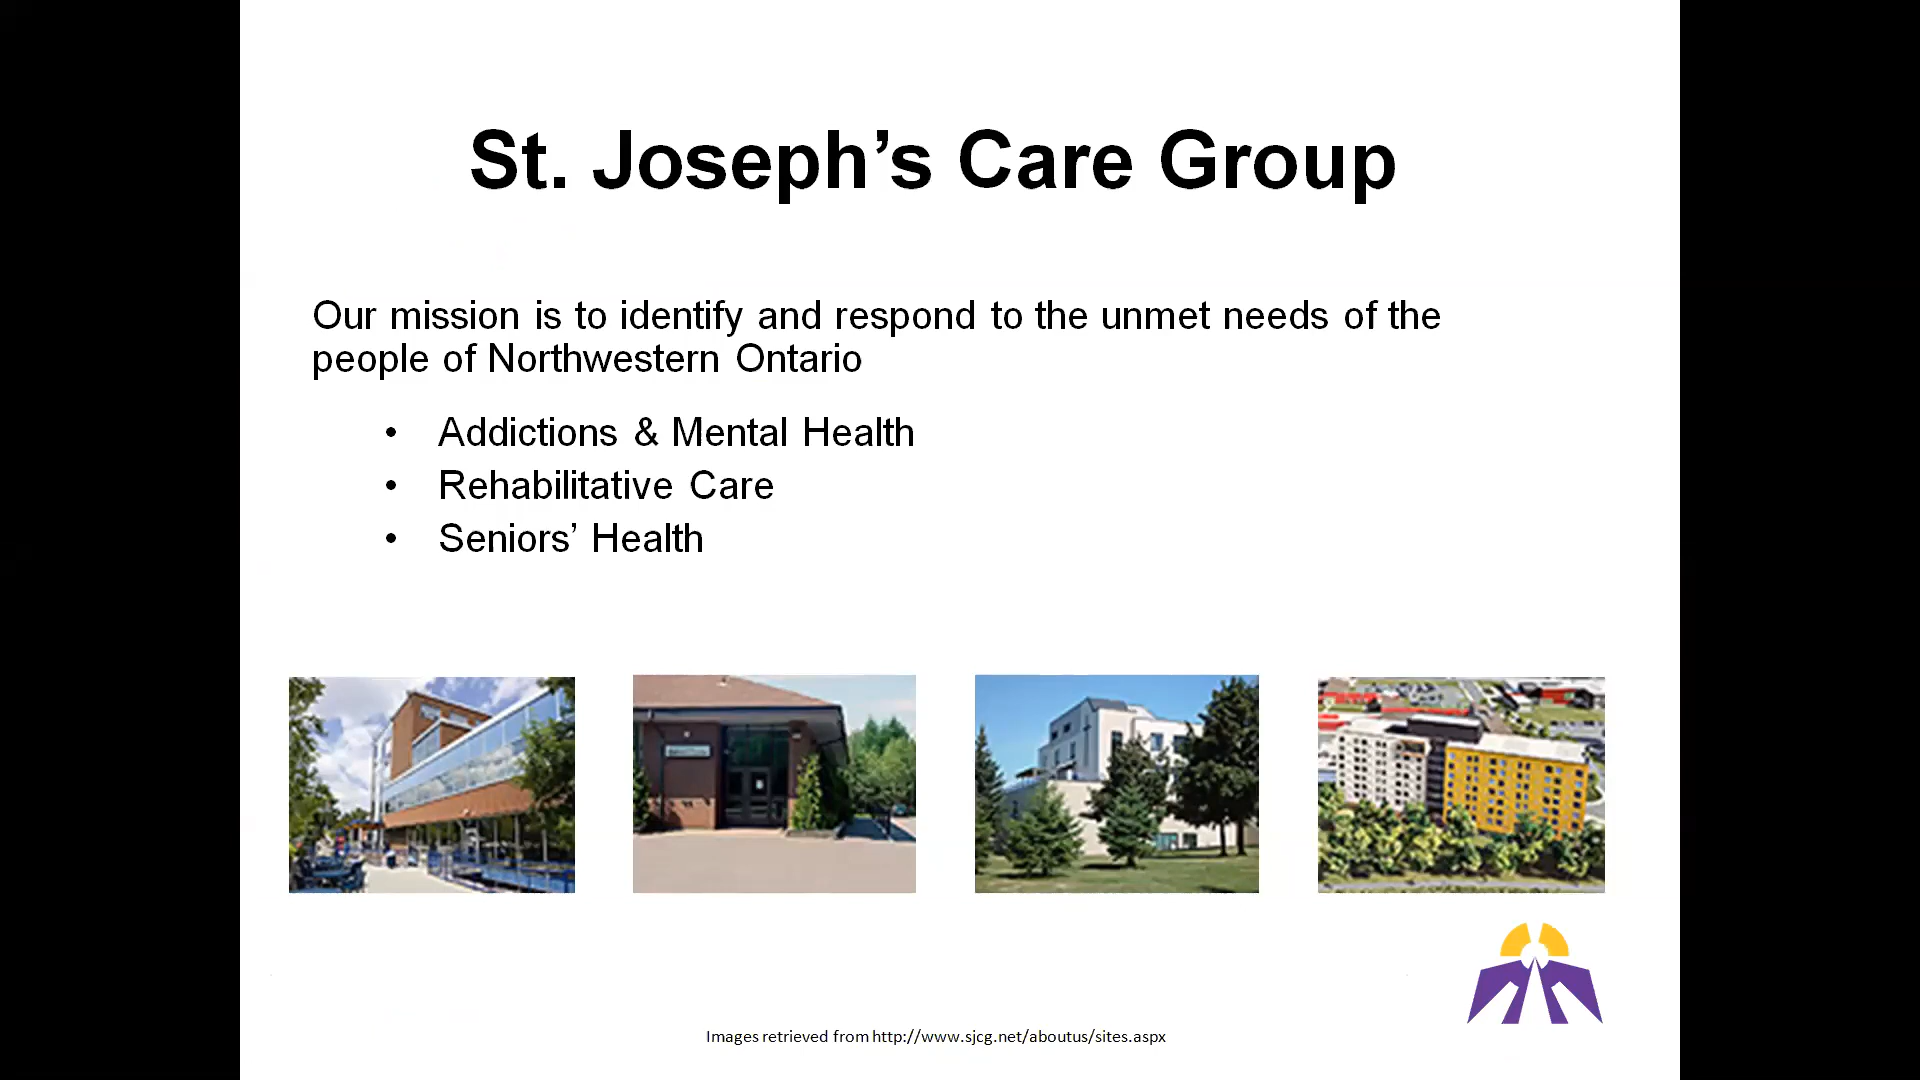 St. Joseph’s Care Group
Our mission is to identify and respond to the unmet needs of the
people of Northwestern Ontario
• Addictions & Mental Health
• Rehabilitative Care
• Seniors’ Health
Images retrieved from http://www.sjcg.net/aboutus/sites.aspx